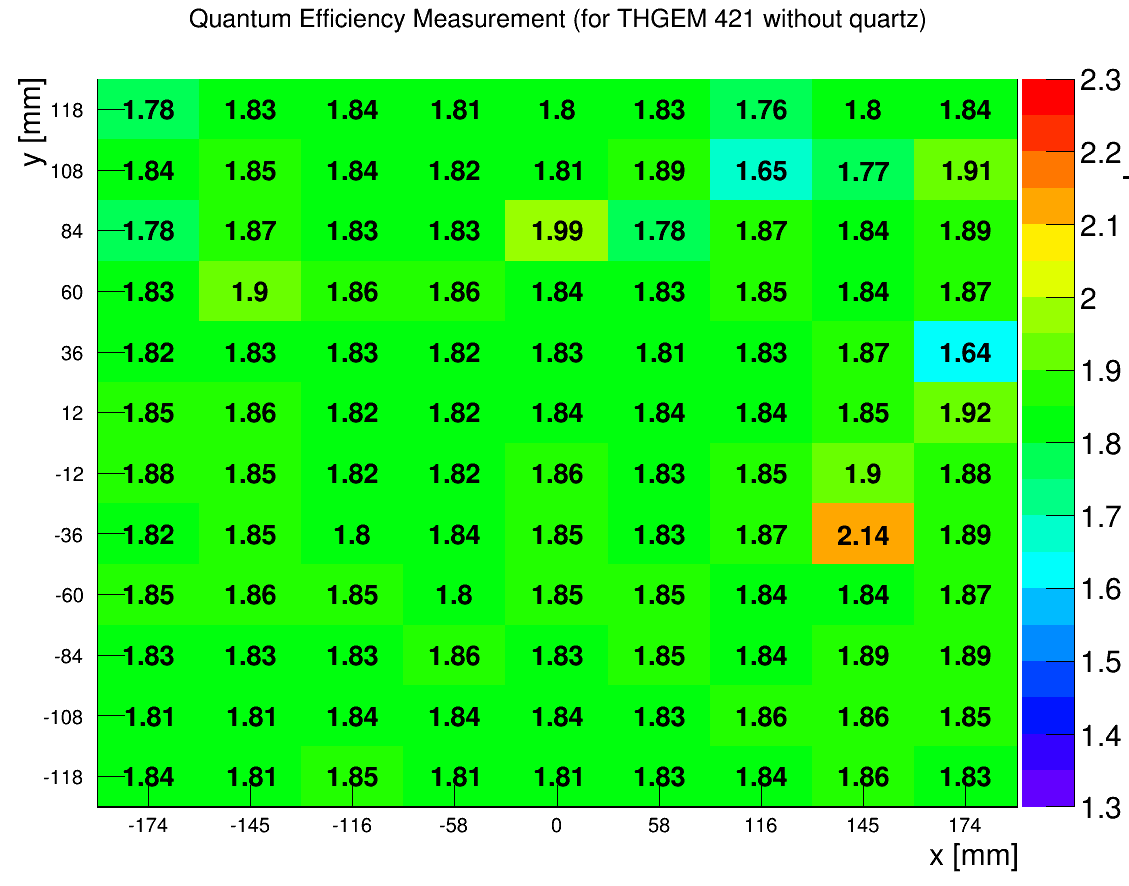 Quantum Efficiency Measurement (for THGEM 421 without quartz)
y [mm]
118 1.78 1.83 1.84 1.81 1.8 1.83 1.76 1.8 1.84
108 1.84 1.85 1.84 1.82 1.81 1.89 1.65 1.77 1.91
84 1.78 1.87 1.83 1.83 1.99 1.78 1.87 1.84 1.89
60 1.83 1.9 1.86 1.86 1.84 1.83 1.85 1.84 1.87
36 1.82 1.83 1.83 1.82 1.83 1.81 1.83 1.87 1.64
12 1.85 1.86 1.82 1.82 1.84 1.84 1.84 1.85 1.92
-12 1.88 1.85 1.82 1.82 1.86 1.83 1.85 1.9 1.88
-36 1.82 1.85 1.8 1.84 1.85 1.83 1.87 2.14 1.89
-60 1.85 1.86 1.85 1.8 1.85 1.85 1.84 1.84 1.87
-84 1.83 1.83 1.83 1.86 1.83 1.85 1.84 1.89 1.89
-108 1.81 1.81 1.84 1.84 1.84 1.83 1.86 1.86 1.85
-118 1.84 1.81 1.85 1.81 1.81 1.83 1.84 1.86 1.83
-174 -145 -116 -58 0 58 116 145 174
x [mm]
2.3
2.2
2.1
2
1.9
1.8
1.7
1.6
1.5
1.4
1.3